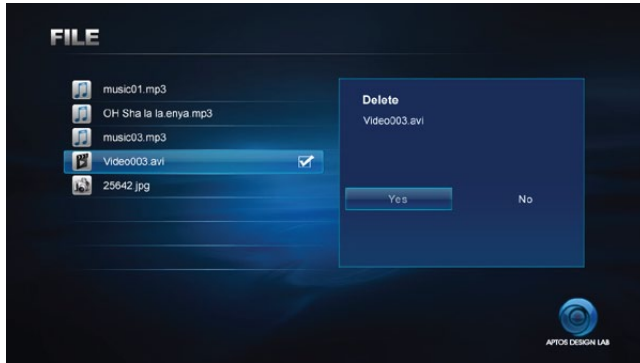 FILE
music01.mp3
OH Sha la la.enya.mp3
music03.mp3
Video003.avi
25642 jpg
Delete
Video003.avi
Yes
No
APTOS DESIGN LAB